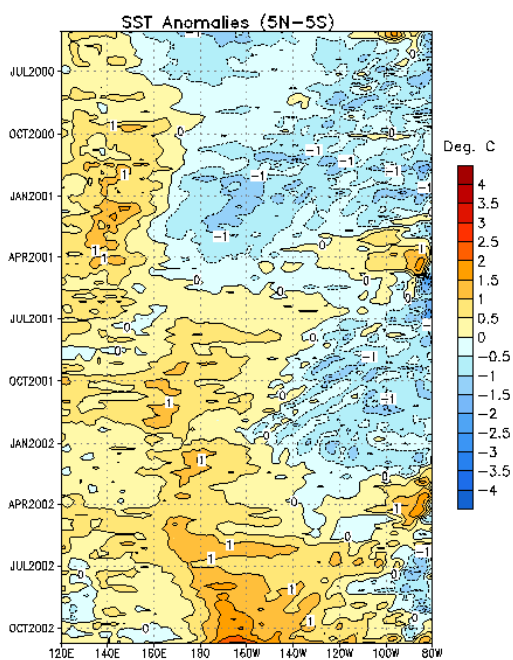 SST Anomalies (5N-5S)
JUL2000
OCT2000
JAN2001
APR2001
JUL2001
OCT2001
JAN2002
APR2002
JUL2002
OCT2002
120E 140E 160E 180 160W 140W 120W 100W 80W
Deg. C
4
3.5
3
2.5
2
1.5
1
0.5
0
-0.5
-1
-1.5
-2
-2.5
-3
-3.5
-4